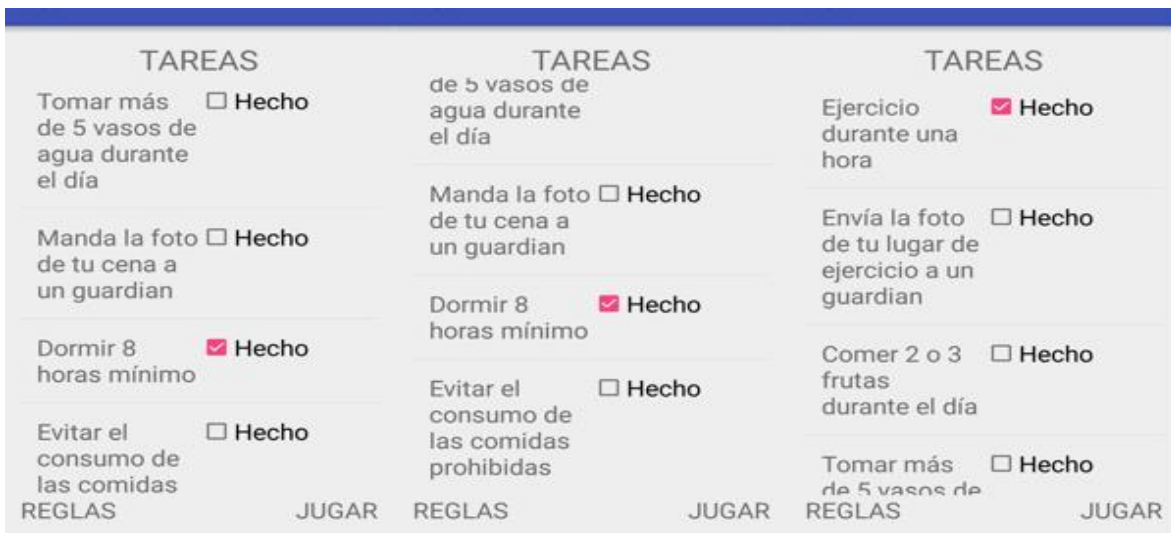 TAREAS
Tomar más
de 5 vasos de
agua durante
el día
Hecho
Manda la foto
de tu cena a
un guardian
Hecho
Dormir 8
horas mínimo
Hecho
Evitar el
consumo de
las comidas
Hecho
REGLAS JUGAR
TAREAS
de 5 vasos de
agua durante
el día
Manda la foto
de tu cena a
un guardian
Hecho
Dormir 8
horas mínimo
Hecho
Evitar el
consumo de
las comidas
prohibidas
Hecho
REGLAS JUGAR
TAREAS
Ejercicio
durante una
hora
Hecho
Envía la foto
de tu lugar de
ejercicio a un
guardian
Hecho
Comer 2 o 3
frutas
durante el día
Hecho
Tomar más
de 5 vasos de
Hecho
REGLAS JUGAR